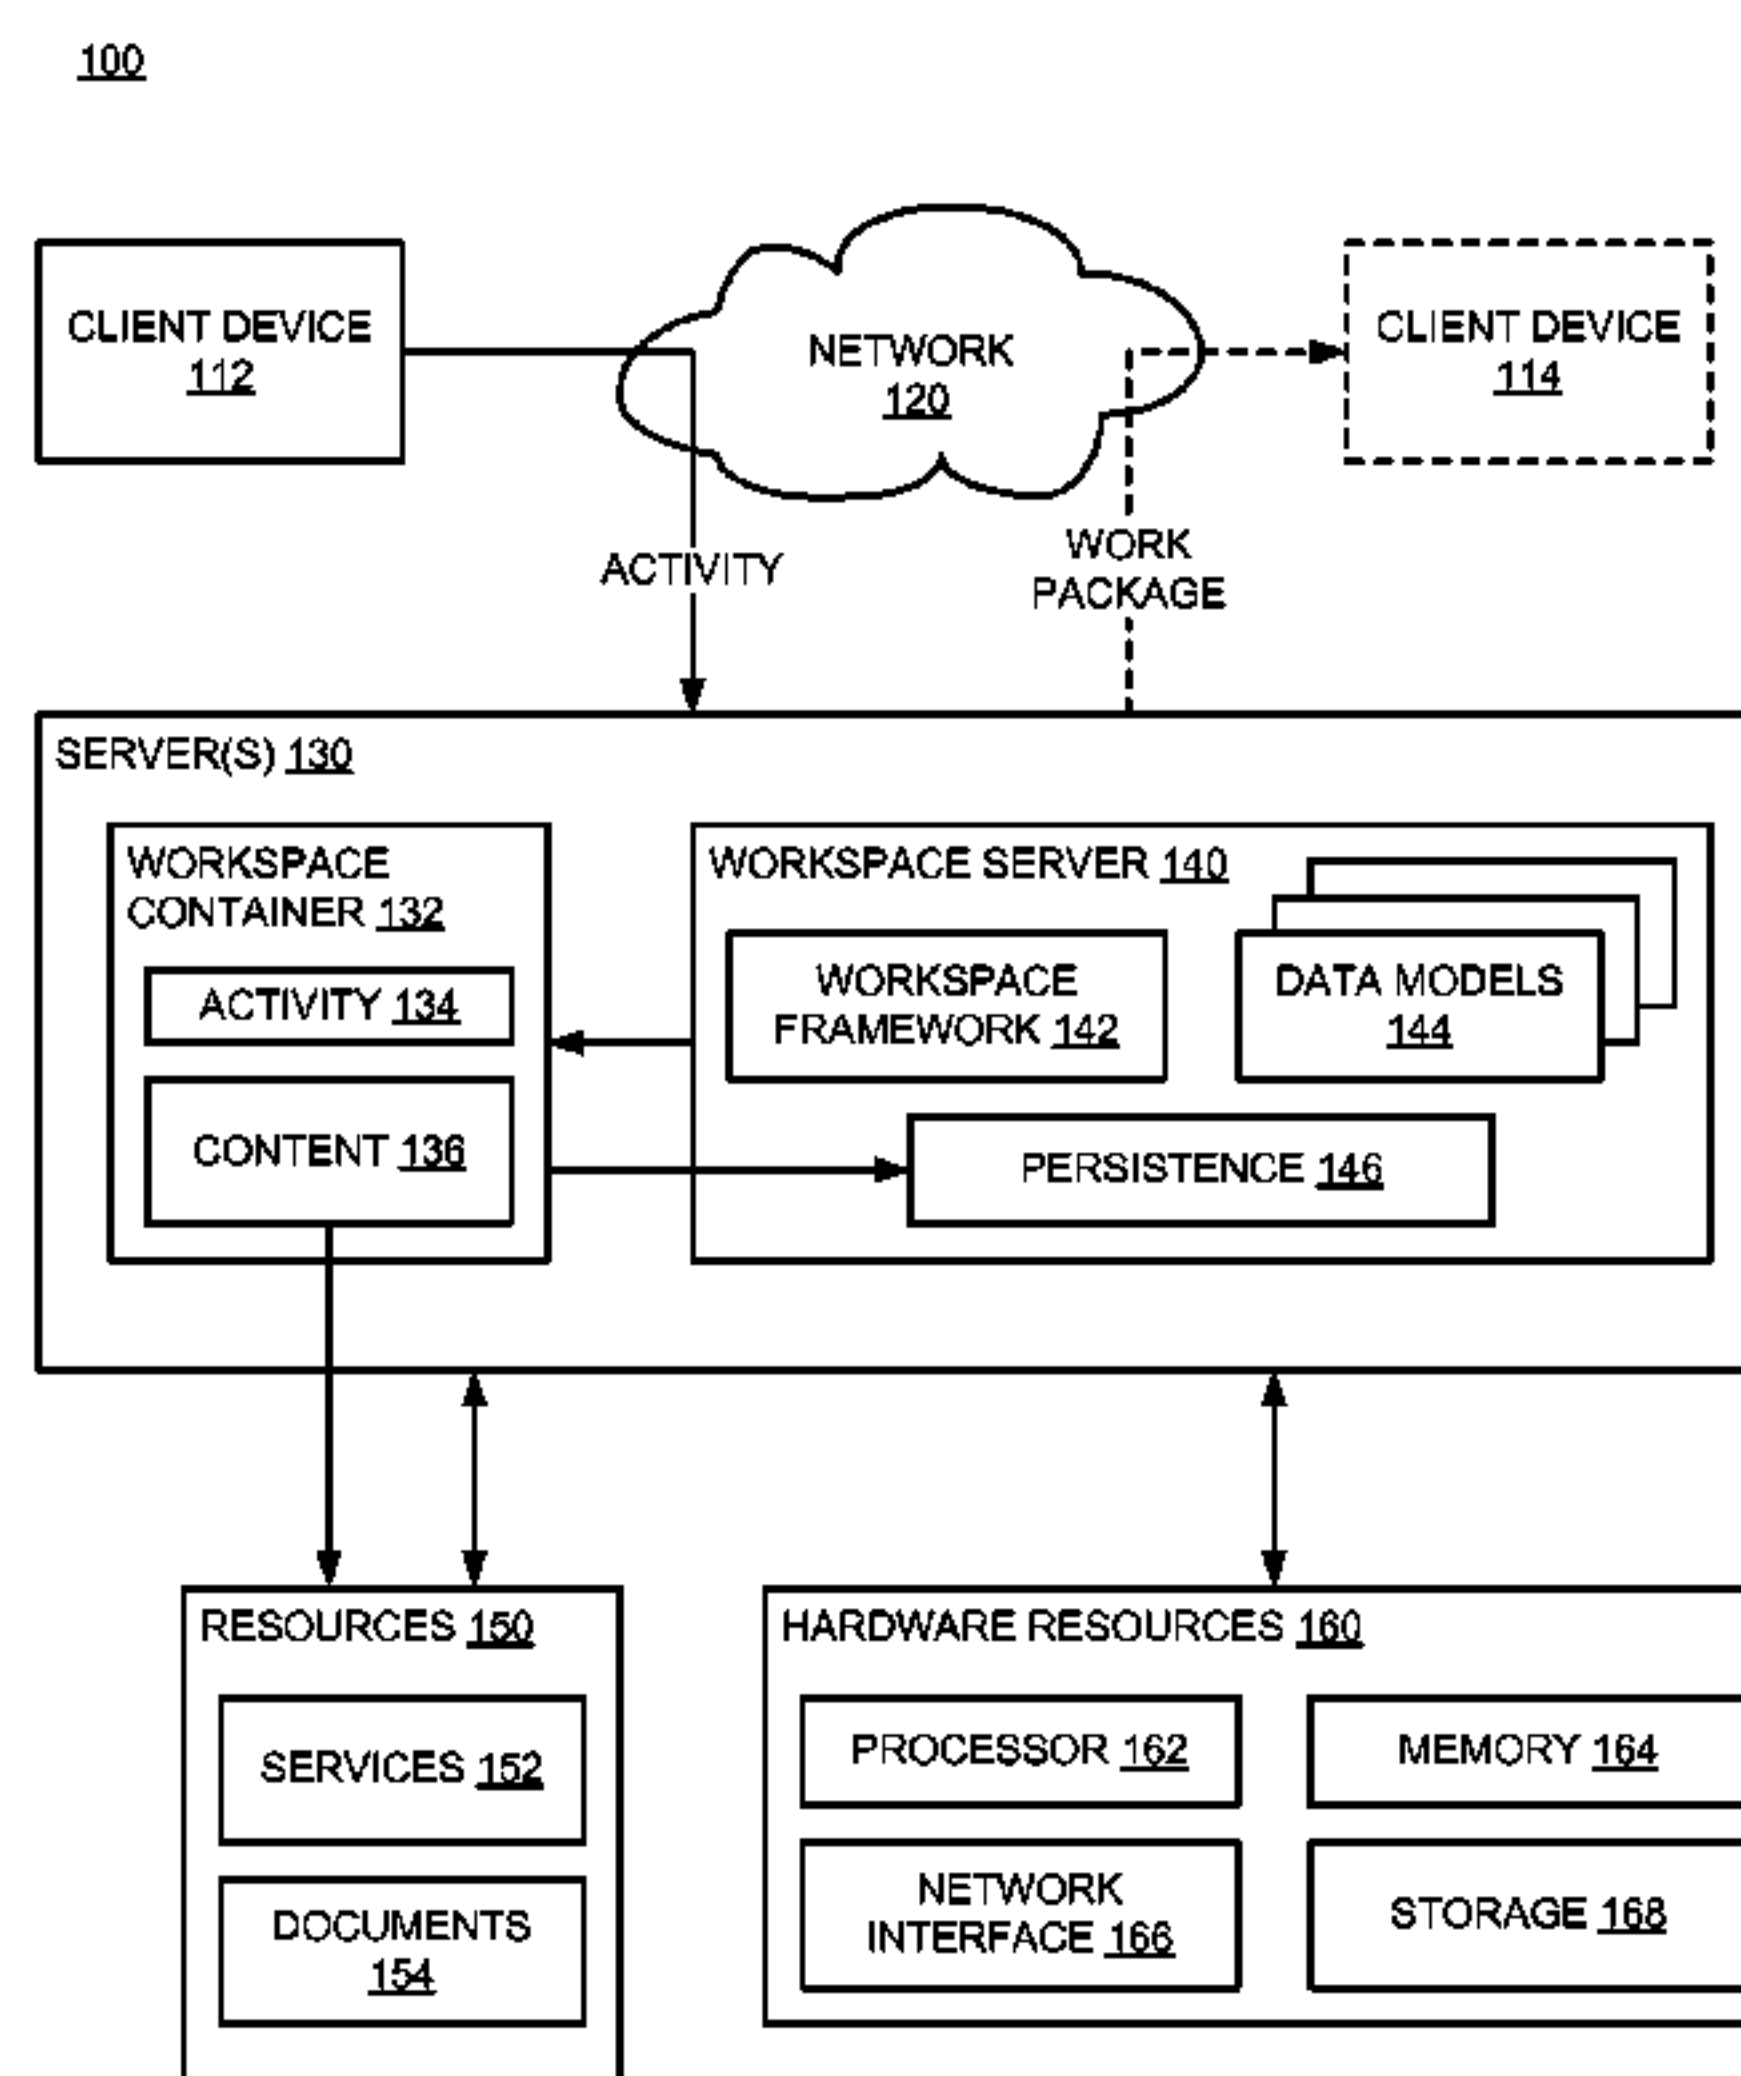 100
CLIENT DEVICE
112
NETWORK
120
CLIENT DEVICE
114
ACTIVITY
WORK
PACKAGE
SERVER(S) 130
WORKSPACE
CONTAINER 132
ACTIVITY 134
CONTENT 136
WORKSPACE SERVER 140
WORKSPACE
FRAMEWORK 142
DATA MODELS
144
PERSISTENCE 146
RESOURCES 150
SERVICES 152
DOCUMENTS
154
HARDWARE RESOURCES 160
PROCESSOR 162
MEMORY 164
NETWORK
INTERFACE 166
STORAGE 168